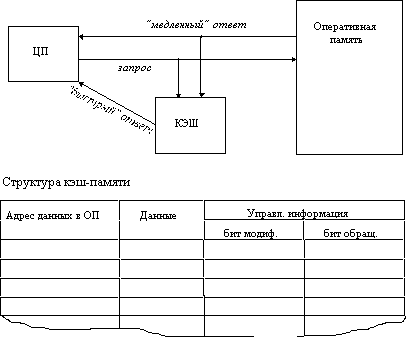 "медленный" ответ
Оперативная
память
ЦП
запрос
"быстрый" ответ
КЭШ
Структура кэш-памяти
Адрес данных в ОП
Данные
Управл. информация
бит модиф.
бит обращ.